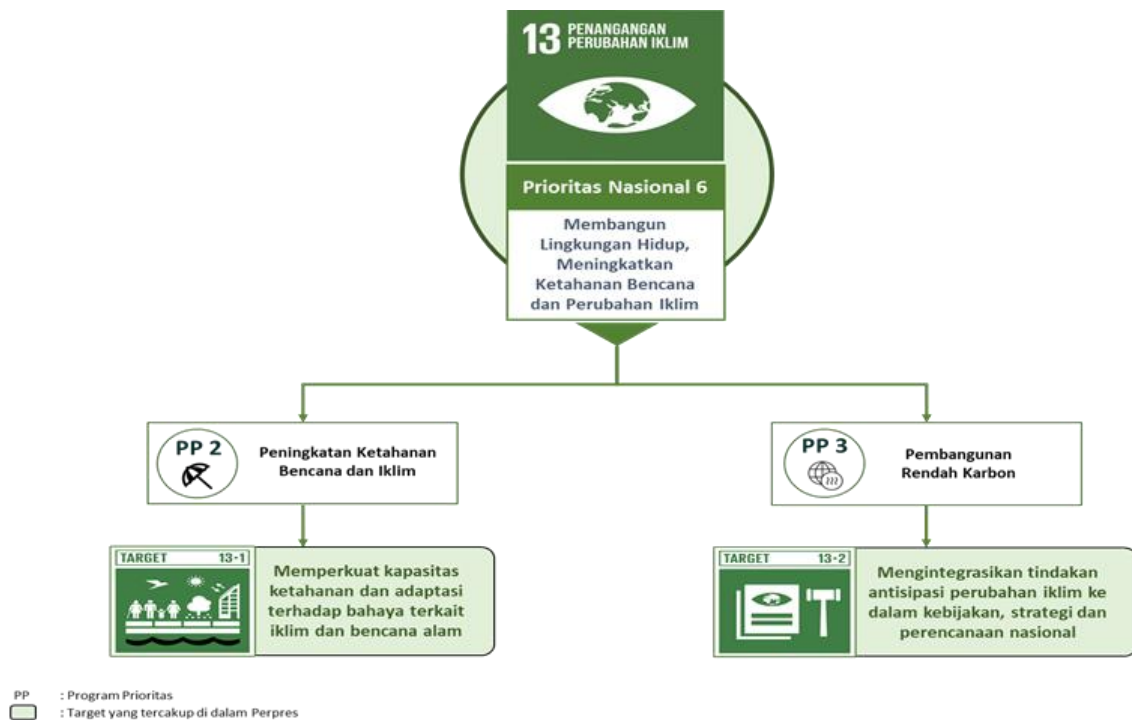 13 PENANGANAN
PERUBAHAN IKLIM
Prioritas Nasional 6
Membangun
Lingkungan Hidup,
Meningkatkan
Ketahanan Bencana
dan Perubahan Iklim
PP 2
Peningkatan Ketahanan
Bencana dan Iklim
PP 3
Pembangunan
Rendah Karbon
TARGET 13-1
Memperkuat kapasitas
ketahanan dan adaptasi
terhadap bahaya terkait
iklim dan bencana alam
TARGET 13-2
Mengintegrasikan tindakan
antisipasi perubahan iklim ke
dalam kebijakan, strategi dan
perencanaan nasional
PP : Program Prioritas
: Target yang tercakup di dalam Perpres